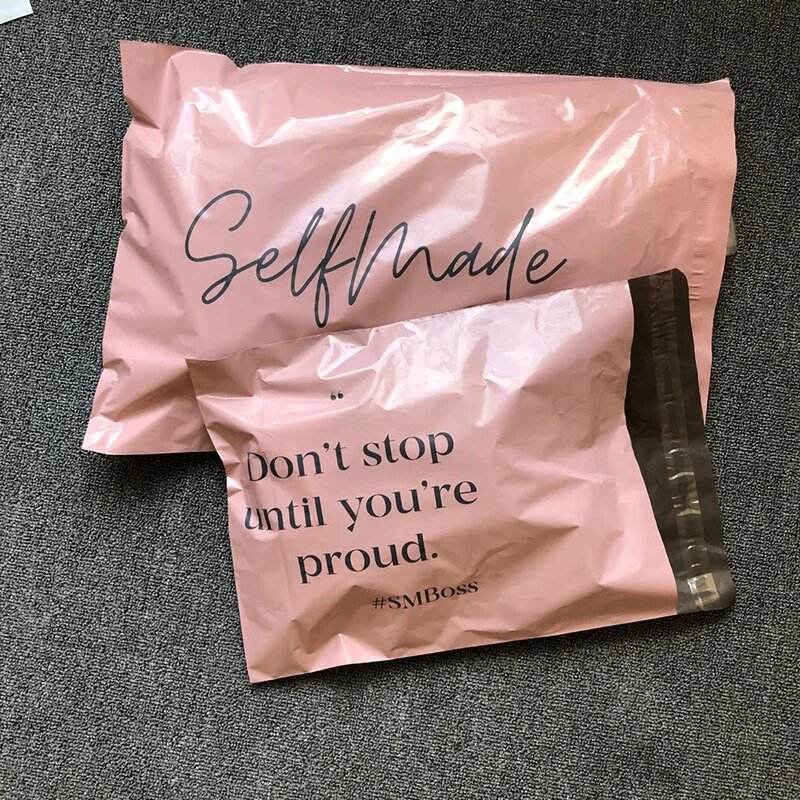 SelfMade
“
Don't stop
until you're
proud.
#SMBoss